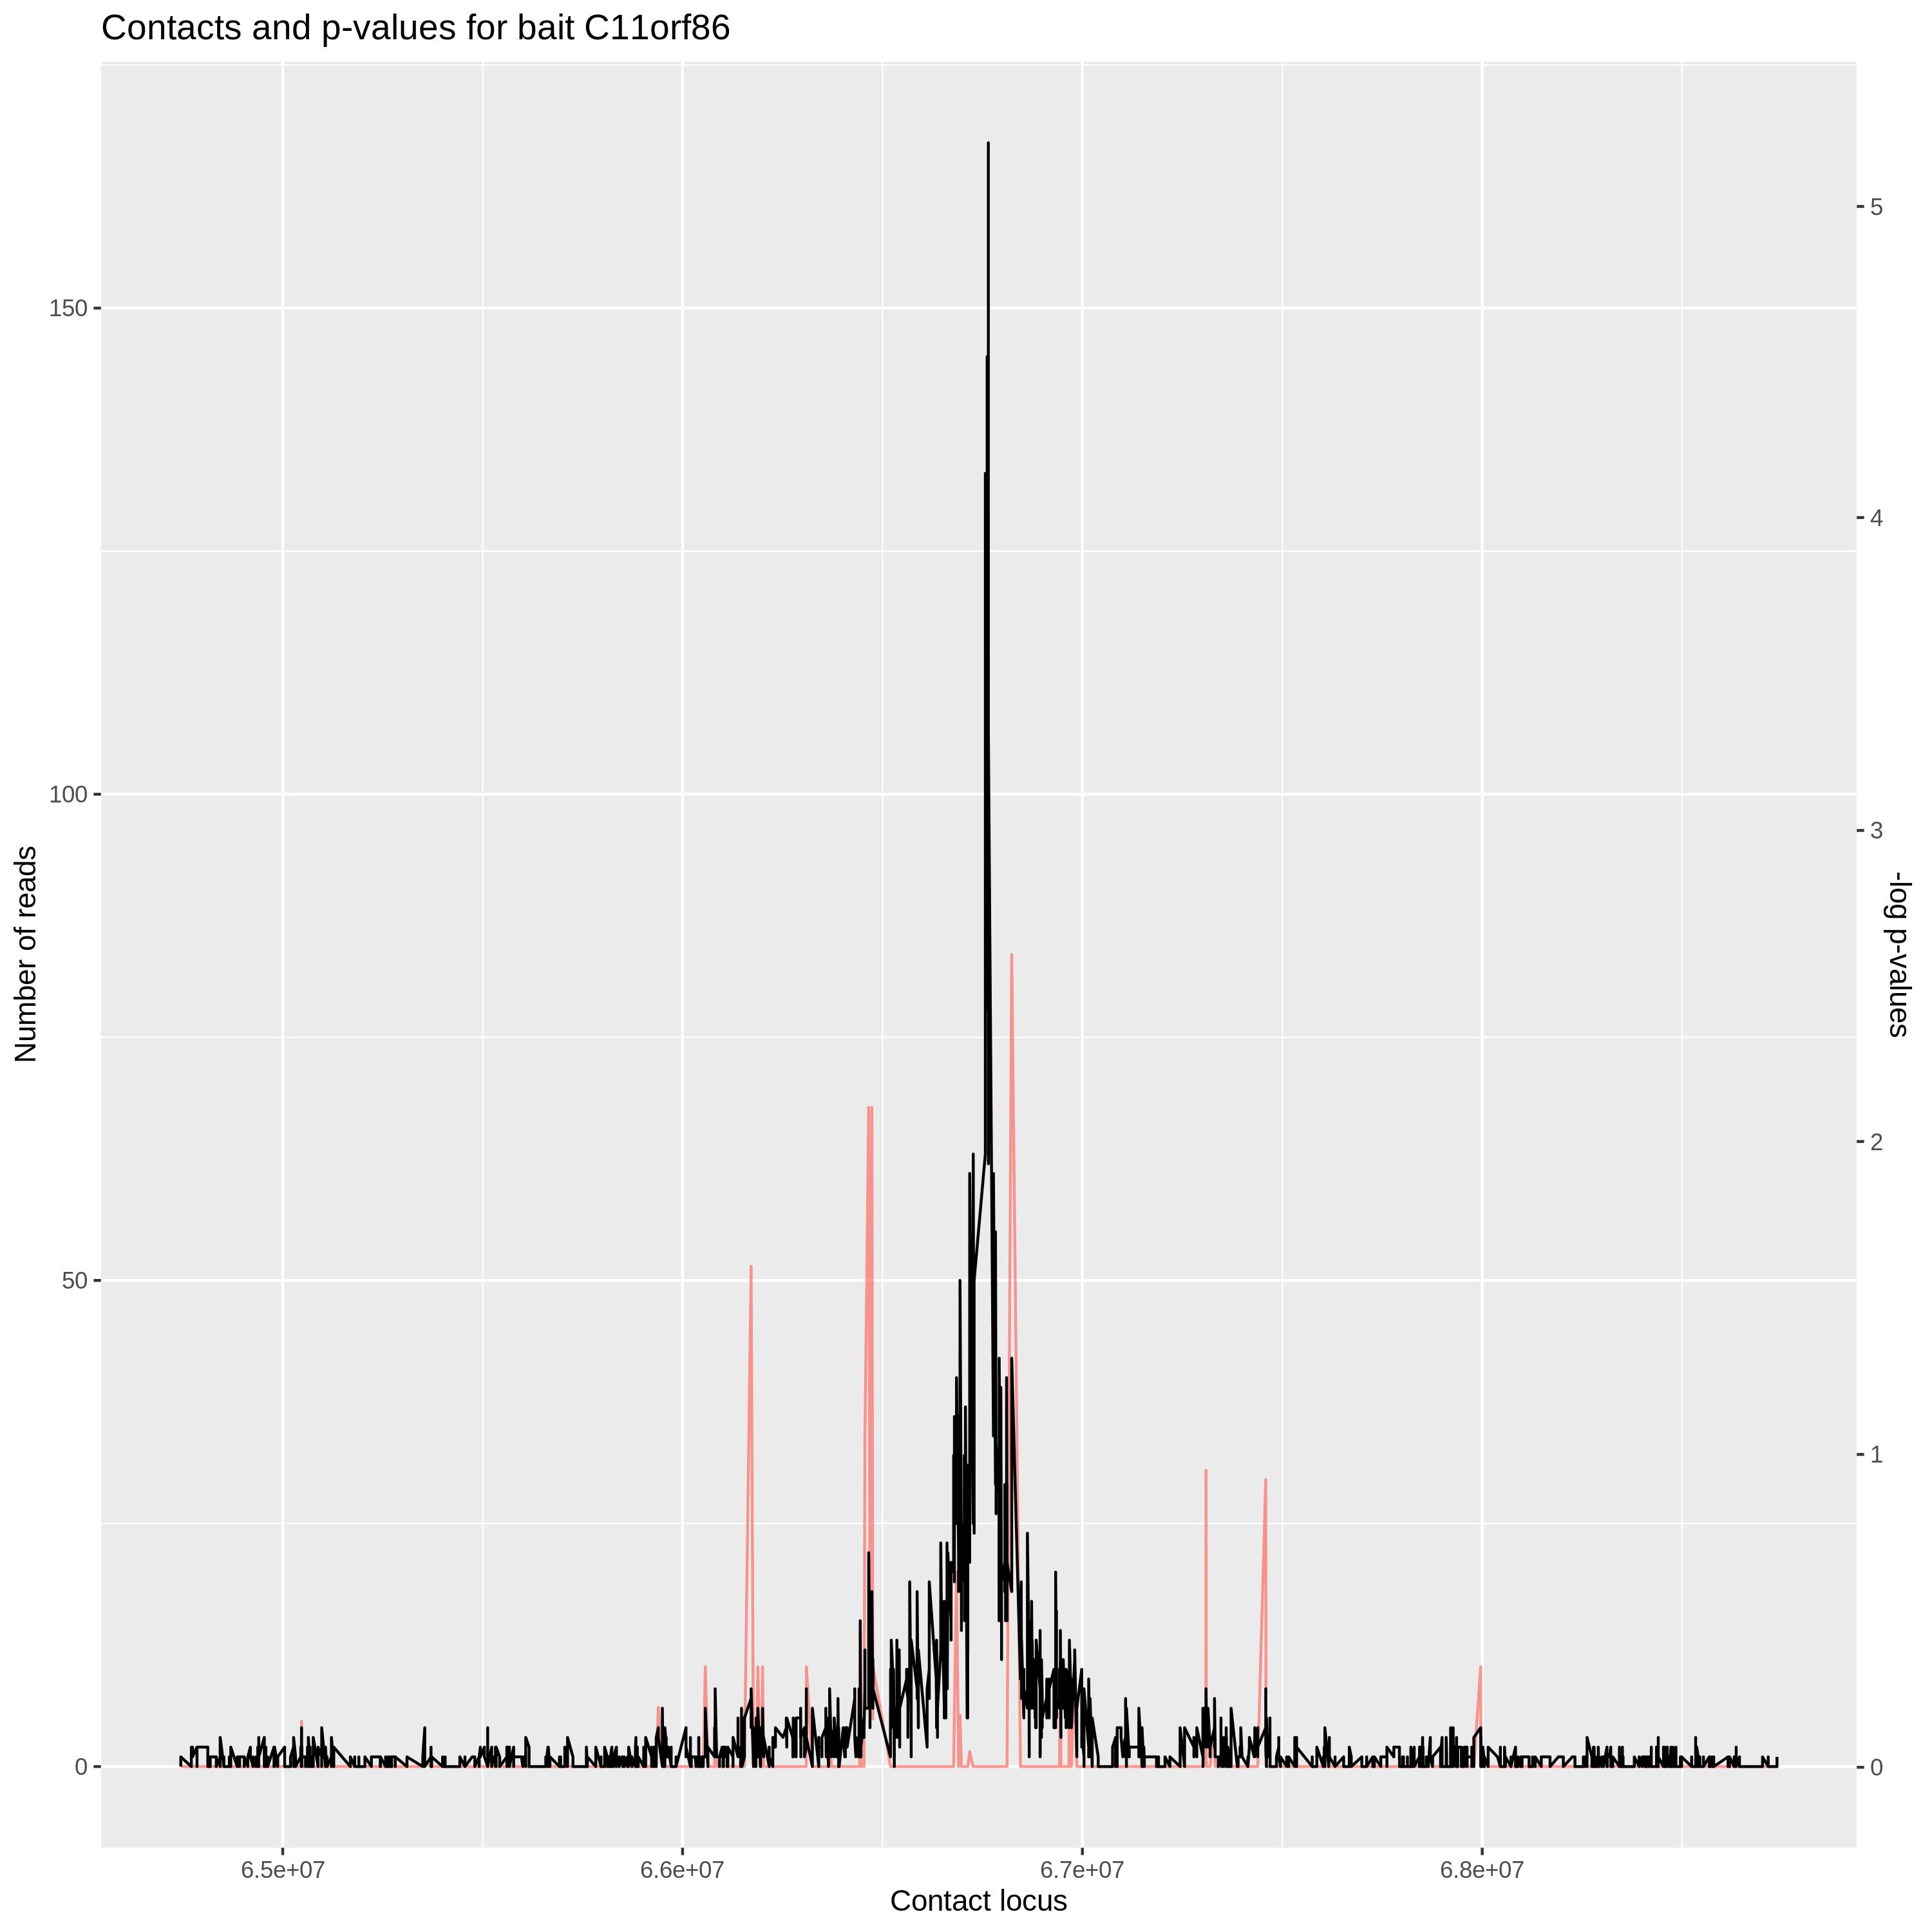 Contacts and p-values for bait C11orf86
150
100
50
0
Number of reads
5
4
3
2
1
0
-log p-values
6.5e+07
6.6e+07
6.7e+07
6.8e+07
Contact locus